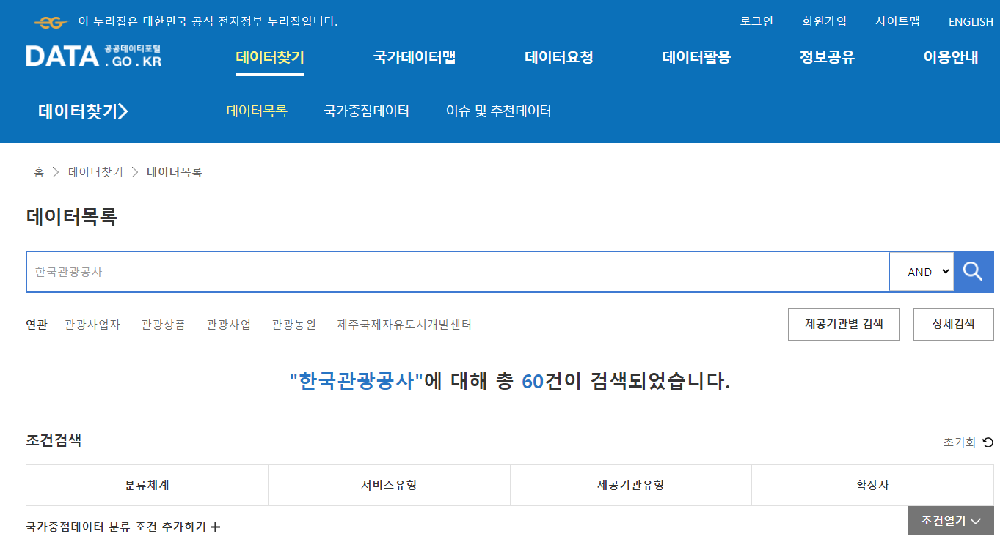 이 누리집은 대한민국 공식 전자정부 누리집입니다.
로그인 회원가입 사이트맵 ENGLISH
DATA 공공데이터포털 .GO.KR
데이터찾기 국가데이터맵 데이터요청 데이터활용 정보공유 이용안내
데이터찾기 데이터목록 국가중점데이터 이슈 및 추천데이터
홈 데이터찾기 데이터목록
데이터목록
한국관광공사 AND
연관 관광사업자 관광상품 관광사업 관광농원 제주국제자유도시개발센터 제공기관별 검색 상세검색
"한국관광공사"에 대해 총 60건이 검색되었습니다.
조건검색 초기화
분류체계 서비스유형 제공기관유형 확장자
국가중점데이터 분류 조건 추가하기 조건열기